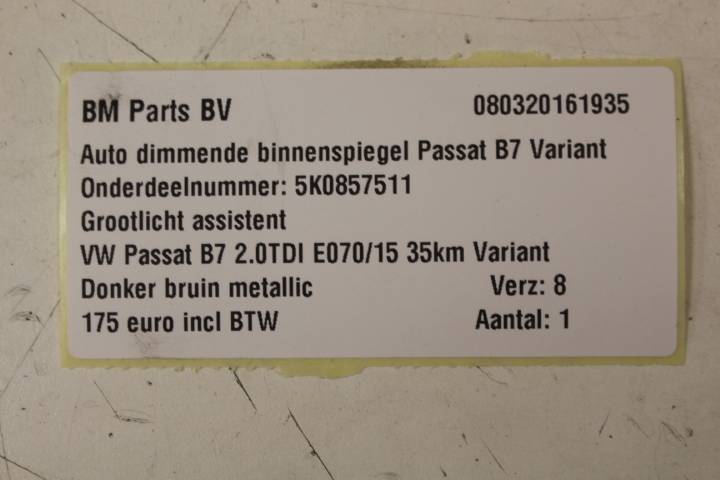 BM Parts BV 080320161935
Auto dimmende binnenspiegel Passat B7 Variant
Onderdeelnummer: 5K0857511
Grootlicht assistent
VW Passat B7 2.0TDI E070/15 35km Variant
Donker bruin metallic Verz: 8
175 euro incl BTW Aantal: 1